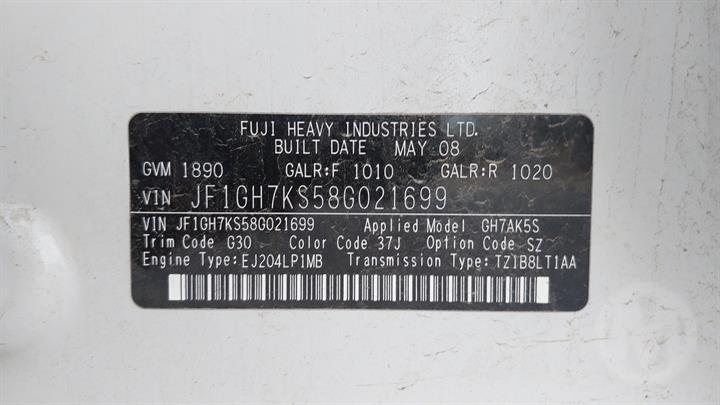 FUJI HEAVY INDUSTRIES LTD.
BUILT DATE MAY 08
GVM 1890 GALR:F 1010 GALR:R 1020
VIN JF1GH7KS58G021699
VIN JF1GH7KS58G021699 Applied Model GH7AK5S
Trim Code G30 Color Code 37J Option Code SZ
Engine Type:EJ204LP1MB Transmission Type:TZ1B8LT1AA